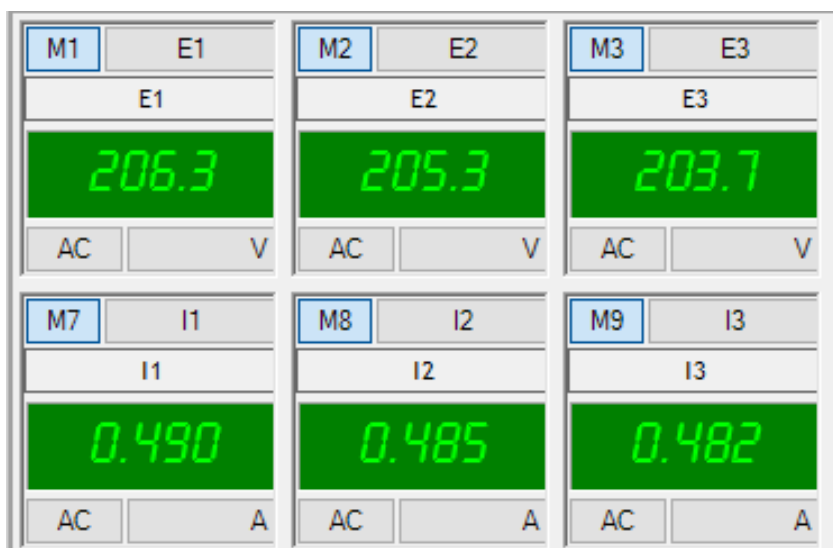 M1 E1 M2 E2 M3 E3
E1 E2 E3
206.3 205.3 203.7
AC V AC V AC V
M7 I1 M8 I2 M9 I3
I1 I2 I3
0.490 0.485 0.482
AC A AC A AC A